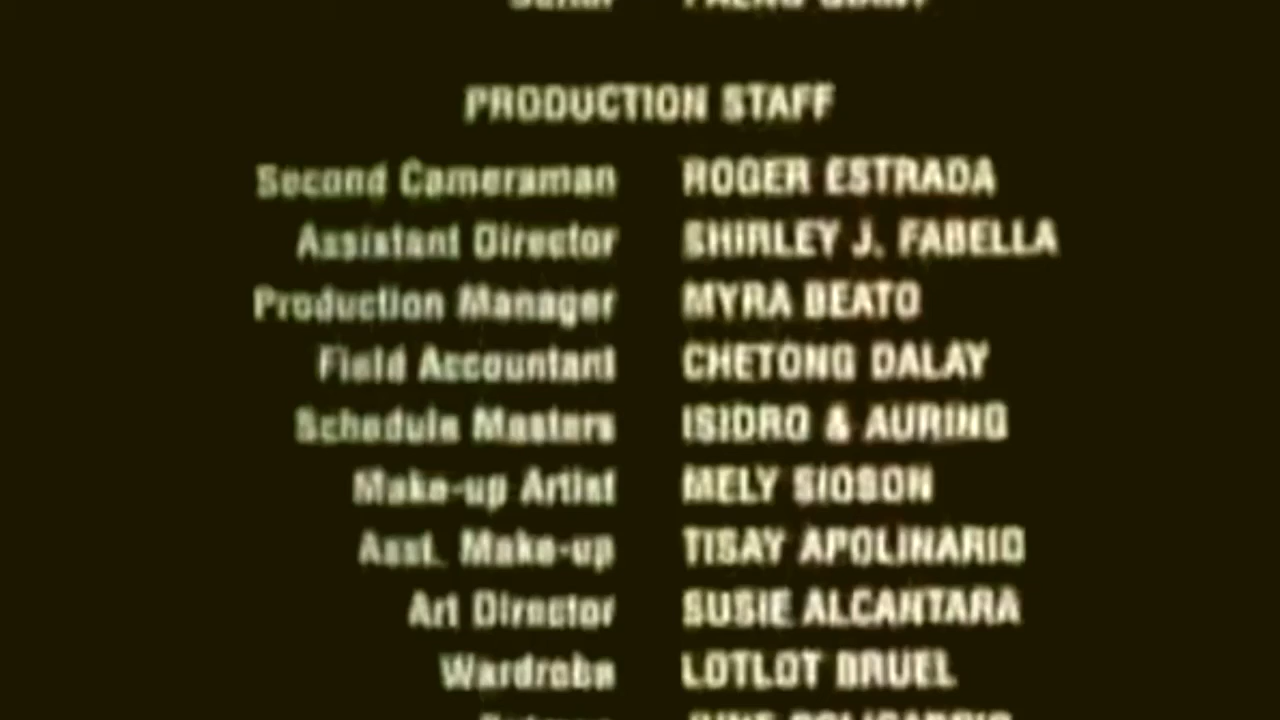 PRODUCTION STAFF
Second Cameraman ROGER ESTRADA
Assistant Director SHIRLEY J. FABELLA
Production Manager MYRA BEATO
Field Accountant CHETONG DALAY
Schedule Masters ISIDRO & AURING
Make-up Artist MELY SIOSON
Asst. Make-up TISAY APOLINARIO
Art Director SUSIE ALCANTARA
Wardrobe LOTLOT BRUEL